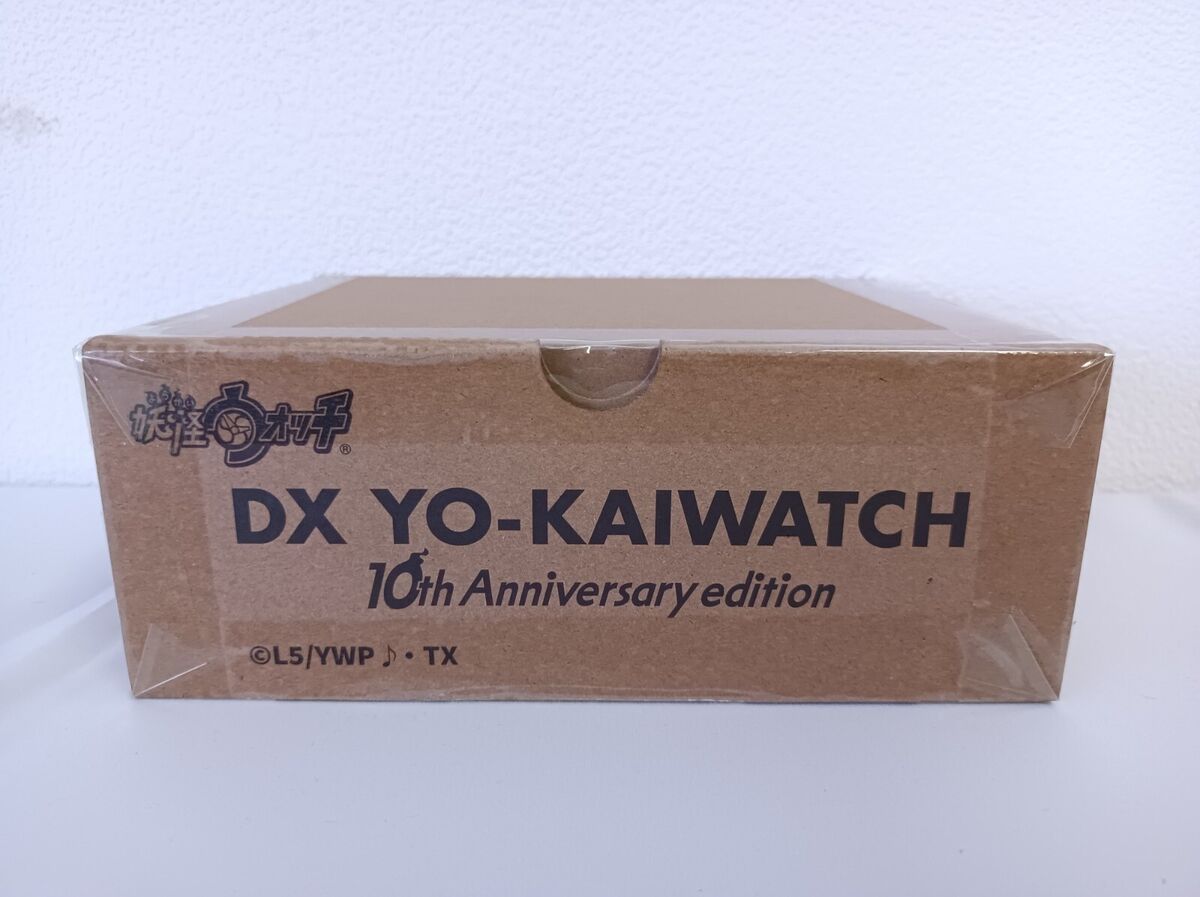 妖怪ウォッチ®
DX YO-KAIWATCH
10th Anniversary edition
©L5/YWP♪・TX